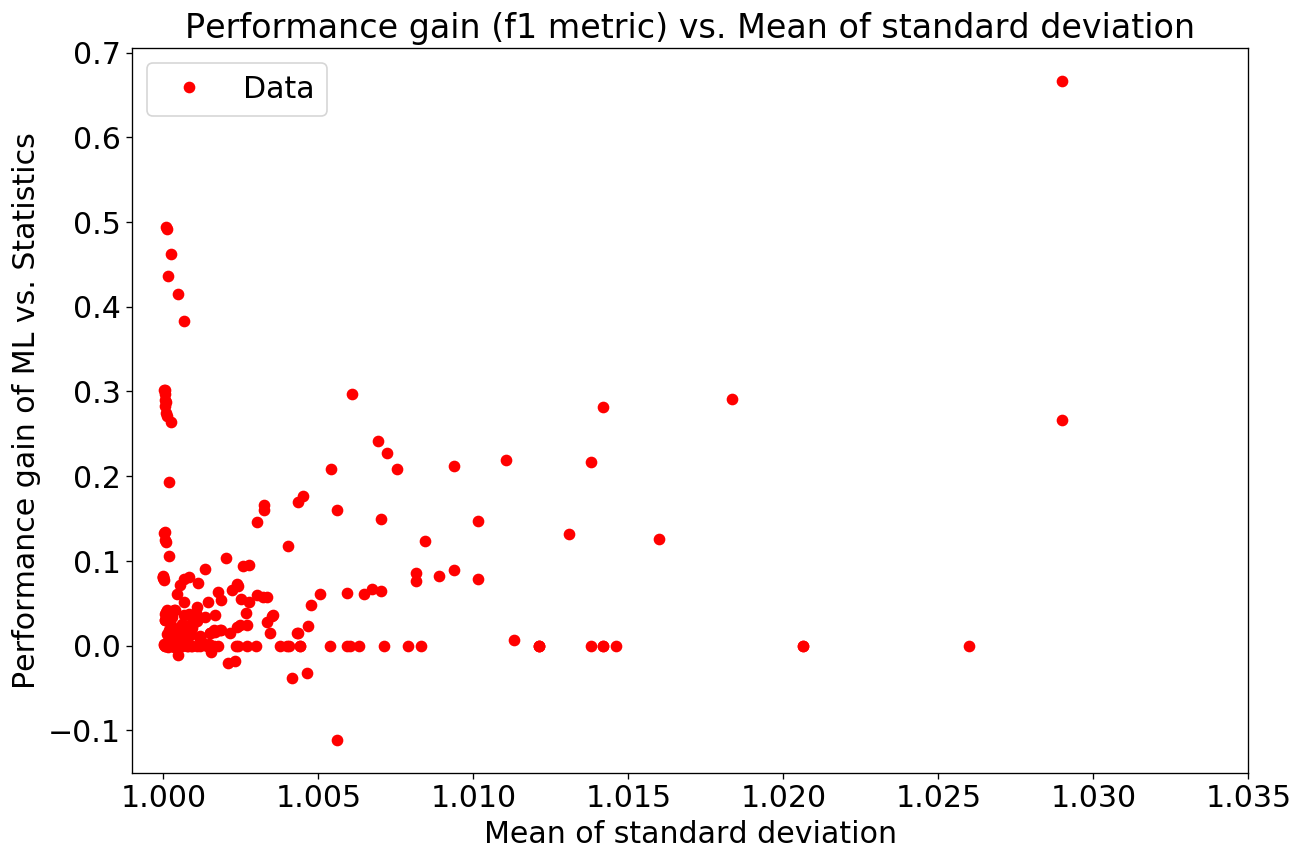 Performance gain (f1 metric) vs. Mean of standard deviation
Data
Performance gain of ML vs. Statistics
0.7
0.6
0.5
0.4
0.3
0.2
0.1
0.0
−0.1
1.000 1.005 1.010 1.015 1.020 1.025 1.030 1.035
Mean of standard deviation